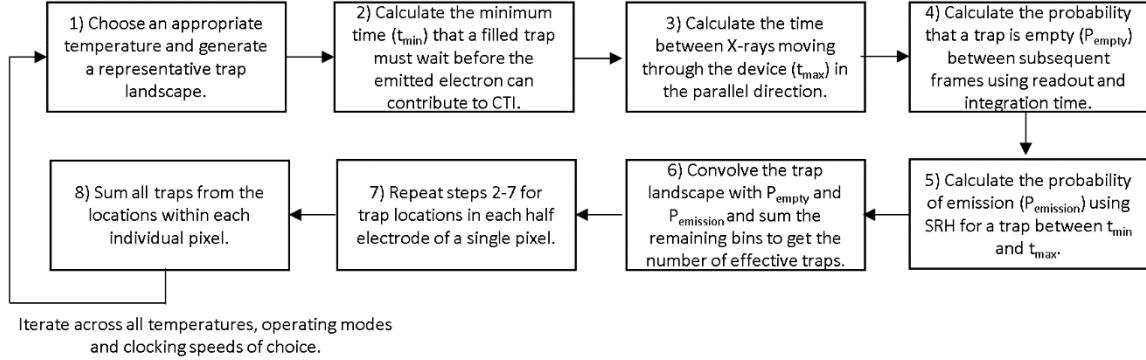 1) Choose an appropriate
temperature and generate
a representative trap
landscape.
2) Calculate the minimum
time (tmin) that a filled trap
must wait before the
emitted electron can
contribute to CTI.
3) Calculate the time
between X-rays moving
through the device (tmax) in
the parallel direction.
4) Calculate the probability
that a trap is empty (Pempty)
between subsequent
frames using readout and
integration time.
5) Calculate the probability
of emission (Pemission) using
SRH for a trap between tmin
and tmax.
6) Convolve the trap
landscape with Pempty and
Pemission and sum the
remaining bins to get the
number of effective traps.
7) Repeat steps 2-7 for
trap locations in each half
electrode of a single pixel.
8) Sum all traps from the
locations within each
individual pixel.
Iterate across all temperatures, operating modes
and clocking speeds of choice.